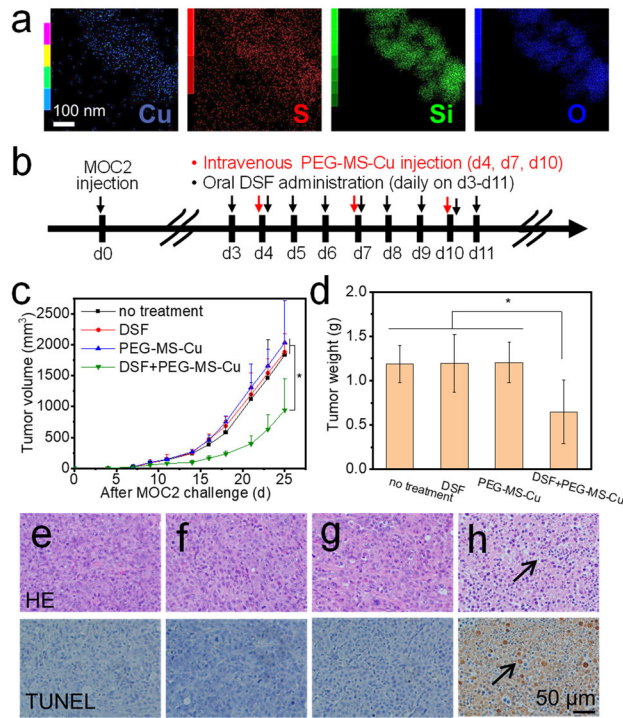 a
100 nm
Cu
S
Si
O
b
MOC2
injection
• Intravenous PEG-MS-Cu injection (d4, d7, d10)
• Oral DSF administration (daily on d3-d11)
d0
d3 d4 d5 d6 d7 d8 d9 d10 d11
c
2500
2000
1500
1000
500
0
Tumor volume (mm³)
no treatment
DSF
PEG-MS-Cu
DSF+PEG-MS-Cu
*
0 5 10 15 20 25
After MOC2 challenge (d)
d
2.0
1.5
1.0
0.5
0.0
Tumor weight (g)
*
no treatment
DSF
PEG-MS-Cu
DSF+PEG-MS-Cu
e
f
g
h
HE
TUNEL
50 µm